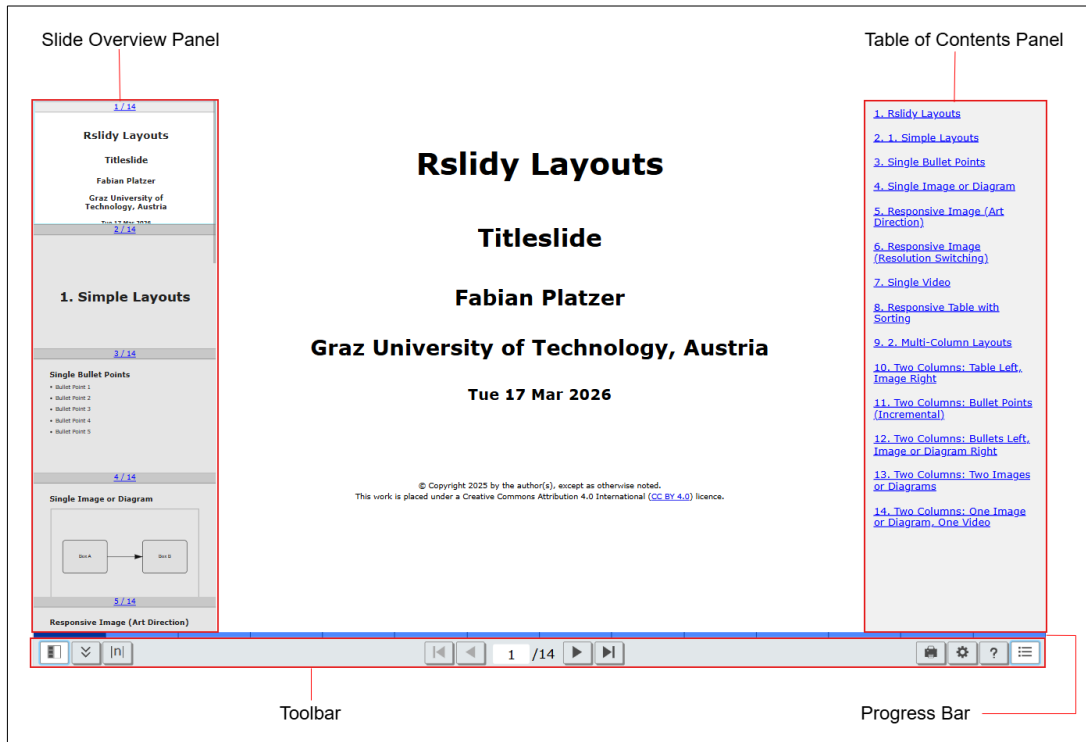 Slide Overview Panel
Table of Contents Panel
1 / 14
Rslidy Layouts
Titleslide
Fabian Platzer
Graz University of
Technology, Austria
Tue 17 Mar 2026
2 / 14
1. Simple Layouts
3 / 14
Single Bullet Points
• Bullet Point 1
• Bullet Point 2
• Bullet Point 3
• Bullet Point 4
• Bullet Point 5
4 / 14
Single Image or Diagram
Box A
5 / 14
Responsive Image (Art Direction)
Rslidy Layouts
Titleslide
Fabian Platzer
Graz University of Technology, Austria
Tue 17 Mar 2026
© Copyright 2025 by the author(s), except as otherwise noted.
This work is placed under a Creative Commons Attribution 4.0 International (CC BY 4.0) licence.
1. Rslidy Layouts
2. 1. Simple Layouts
3. Single Bullet Points
4. Single Image or Diagram
5. Responsive Image (Art
Direction)
6. Responsive Image
(Resolution Switching)
7. Single Video
8. Responsive Table with
Sorting
9. 2. Multi-Column Layouts
10. Two Columns: Table Left,
Image Right
11. Two Columns: Bullet Points
(Incremental)
12. Two Columns: Bullets Left,
Image or Diagram Right
13. Two Columns: Two Images
or Diagrams
14. Two Columns: One Image
or Diagram, One Video
|n| 1 /14 ?
Toolbar
Progress Bar